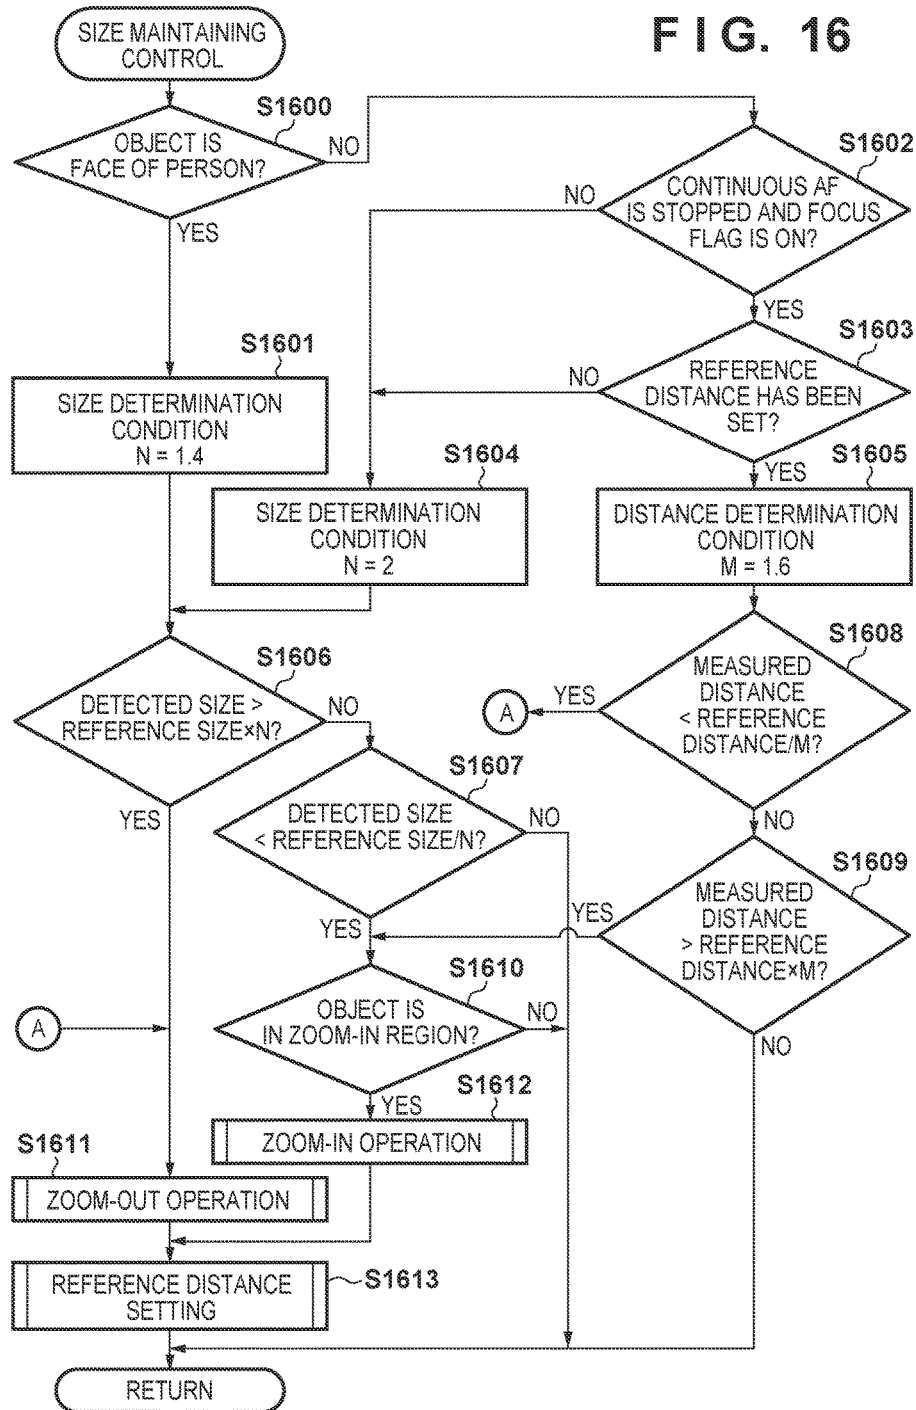 FIG. 16
SIZE MAINTAINING
CONTROL
S1600
OBJECT IS
FACE OF PERSON?
NO
YES
S1602
CONTINUOUS AF
IS STOPPED AND FOCUS
FLAG IS ON?
NO
YES
S1603
REFERENCE
DISTANCE HAS BEEN
SET?
NO
YES
S1601
SIZE DETERMINATION
CONDITION
N = 1.4
S1604
SIZE DETERMINATION
CONDITION
N = 2
S1605
DISTANCE DETERMINATION
CONDITION
M = 1.6
S1606
DETECTED SIZE >
REFERENCE SIZE×N?
NO
YES
S1608
MEASURED
DISTANCE
< REFERENCE
DISTANCE/M?
YES
A
NO
S1607
DETECTED SIZE
< REFERENCE SIZE/N?
NO
YES
S1609
MEASURED
DISTANCE
> REFERENCE
DISTANCE×M?
YES
NO
S1610
OBJECT IS
IN ZOOM-IN REGION?
NO
YES
A
S1612
ZOOM-IN OPERATION
S1611
ZOOM-OUT OPERATION
S1613
REFERENCE DISTANCE
SETTING
RETURN